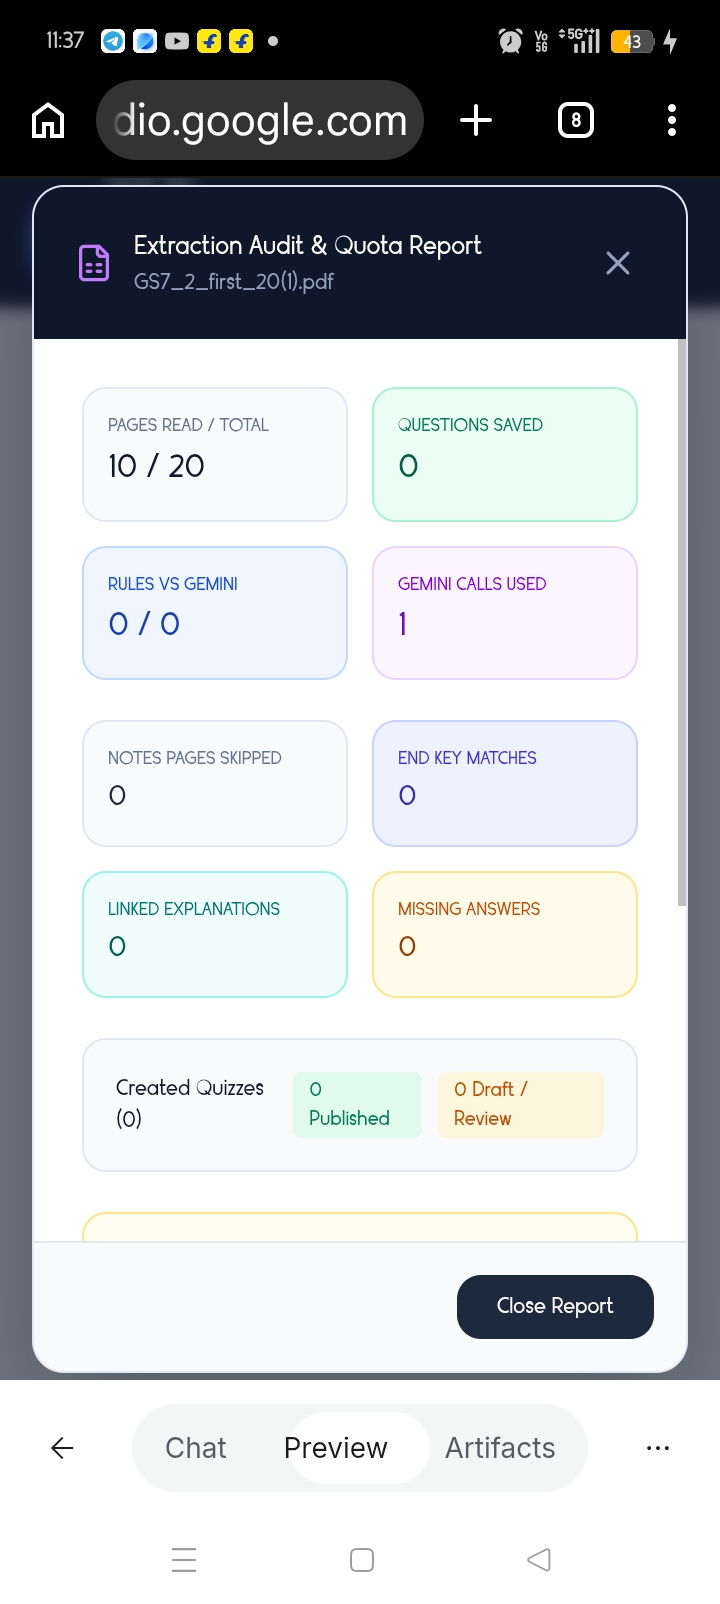 11:37
Vo
5G
5G++
43
dio.google.com
8
Extraction Audit & Quota Report
GS7_2_first_20(1).pdf
PAGES READ / TOTAL
10 / 20
QUESTIONS SAVED
0
RULES VS GEMINI
0 / 0
GEMINI CALLS USED
1
NOTES PAGES SKIPPED
0
END KEY MATCHES
0
LINKED EXPLANATIONS
0
MISSING ANSWERS
0
Created Quizzes
(0)
0
Published
0 Draft /
Review
Close Report
Chat
Preview
Artifacts